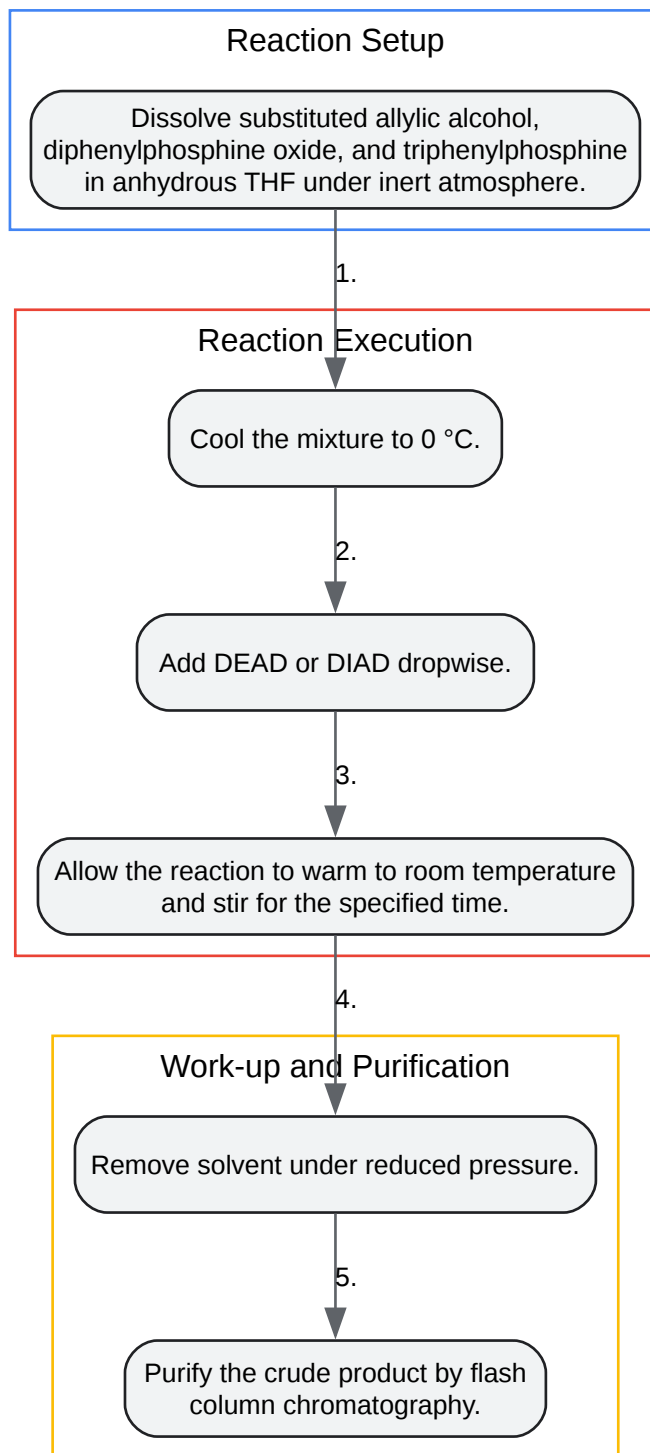 Reaction Setup
Dissolve substituted allylic alcohol,
diphenylphosphine oxide, and triphenylphosphine
in anhydrous THF under inert atmosphere.
1.
Reaction Execution
Cool the mixture to 0 °C.
2.
Add DEAD or DIAD dropwise.
3.
Allow the reaction to warm to room temperature
and stir for the specified time.
4.
Work-up and Purification
Remove solvent under reduced pressure.
5.
Purify the crude product by flash
column chromatography.